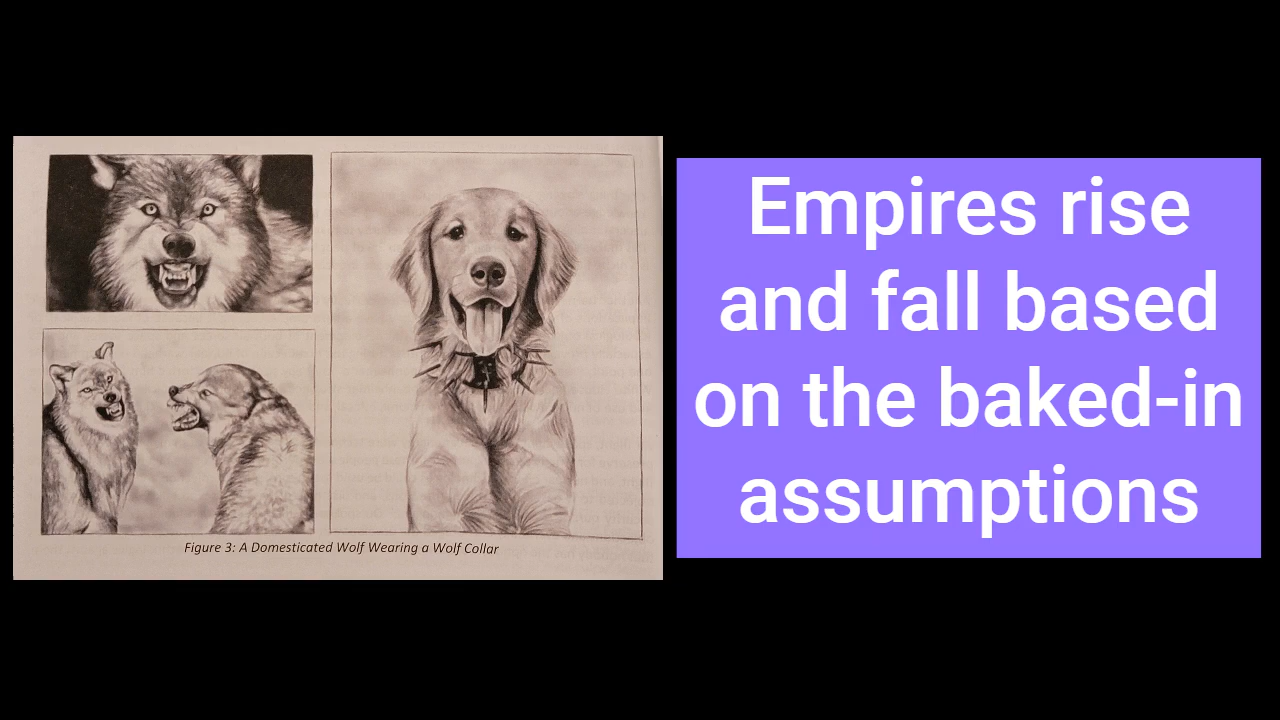 Figure 3: A Domesticated Wolf Wearing a Wolf Collar
Empires rise
and fall based
on the baked-in
assumptions